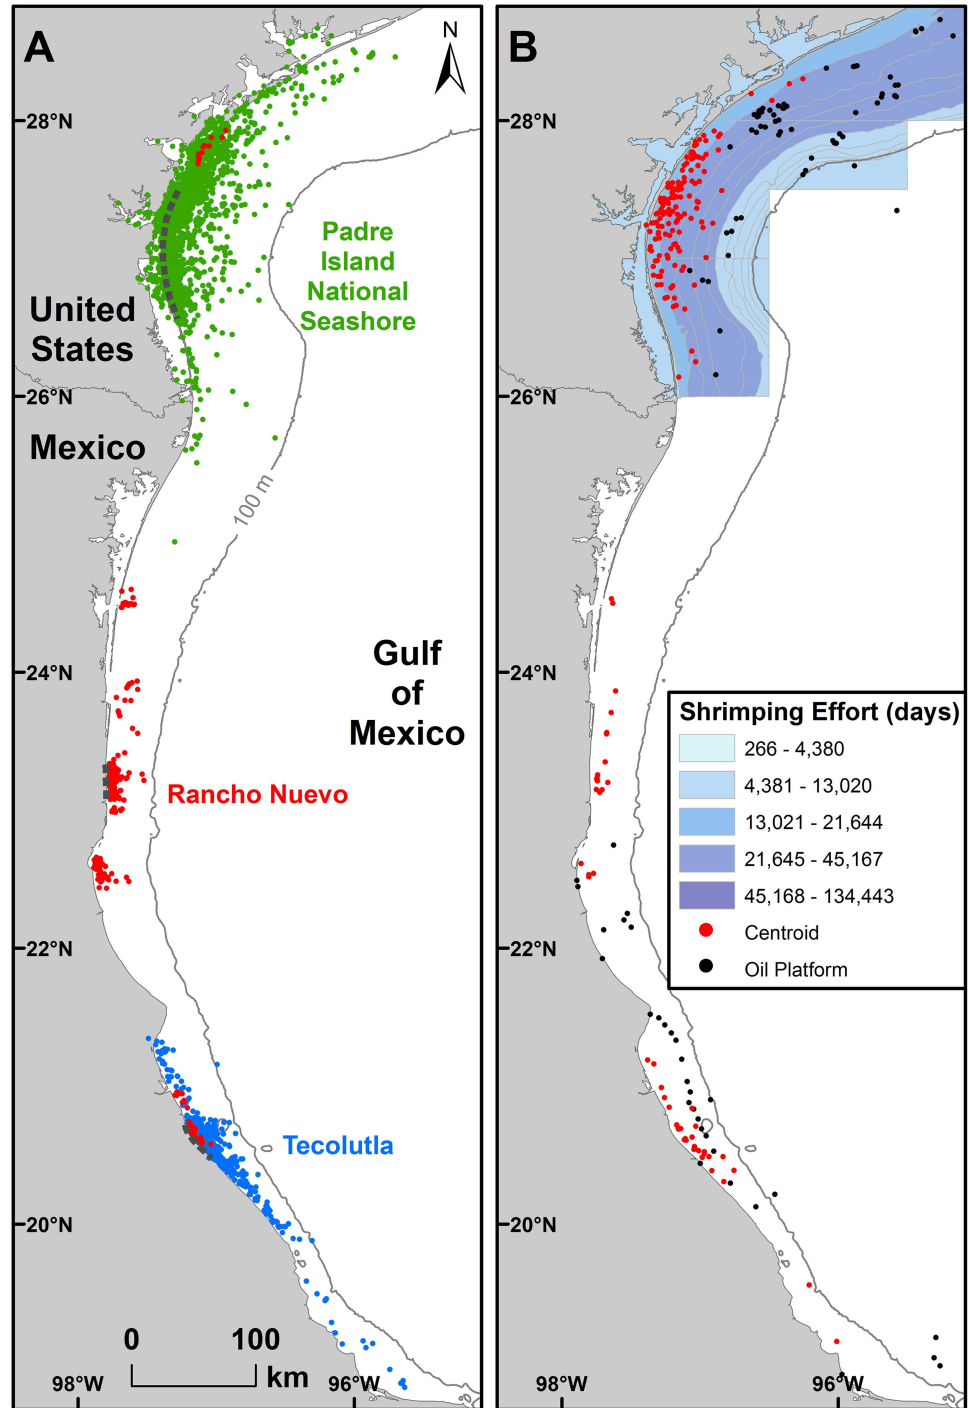 A
N
28°N
Padre
Island
National
Seashore
United
States
26°N
Mexico
100 m
24°N
Gulf
of
Mexico
Rancho Nuevo
22°N
Tecolutla
20°N
0 100
km
98°W 96°W
B
28°N
26°N
24°N
Shrimping Effort (days)
266 - 4,380
4,381 - 13,020
13,021 - 21,644
21,645 - 45,167
45,168 - 134,443
Centroid
Oil Platform
22°N
20°N
98°W 96°W